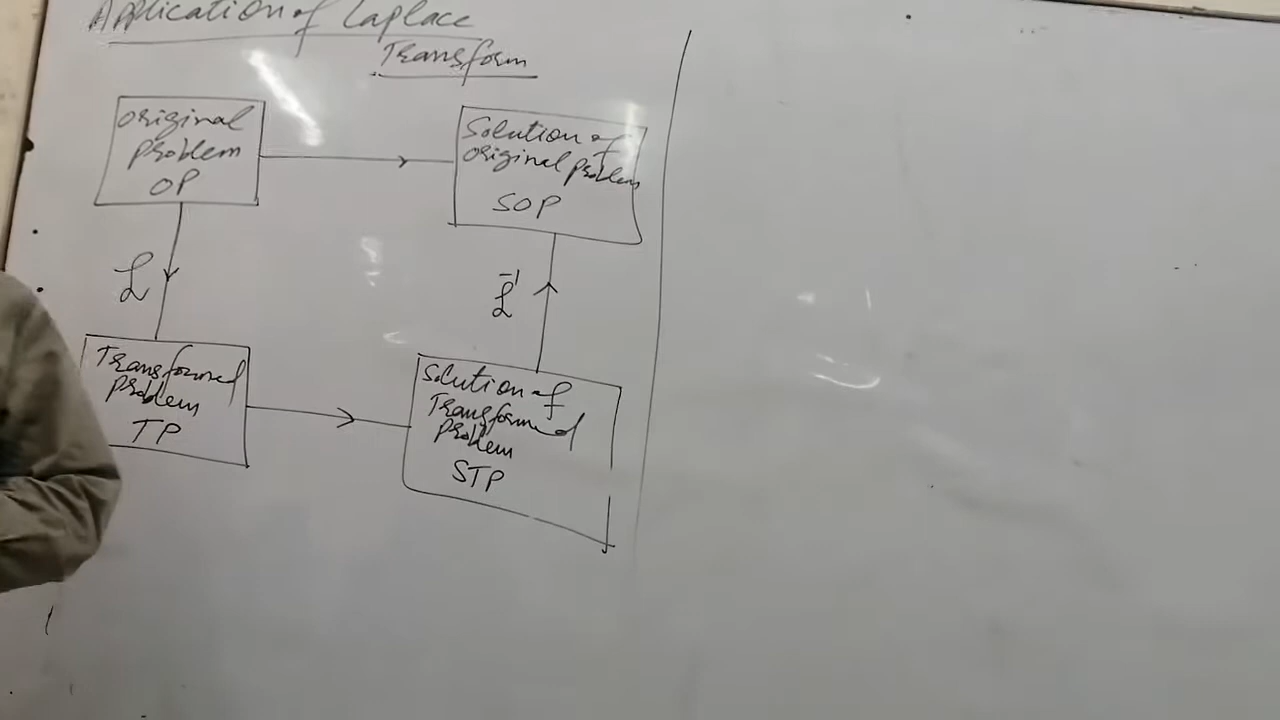 Application of Laplace
Transform
original
problem
OP
Solution of
original problem
SOP
ℒ
ℒ⁻¹
Transformed
problem
TP
Solution of
Transformed
problem
STP